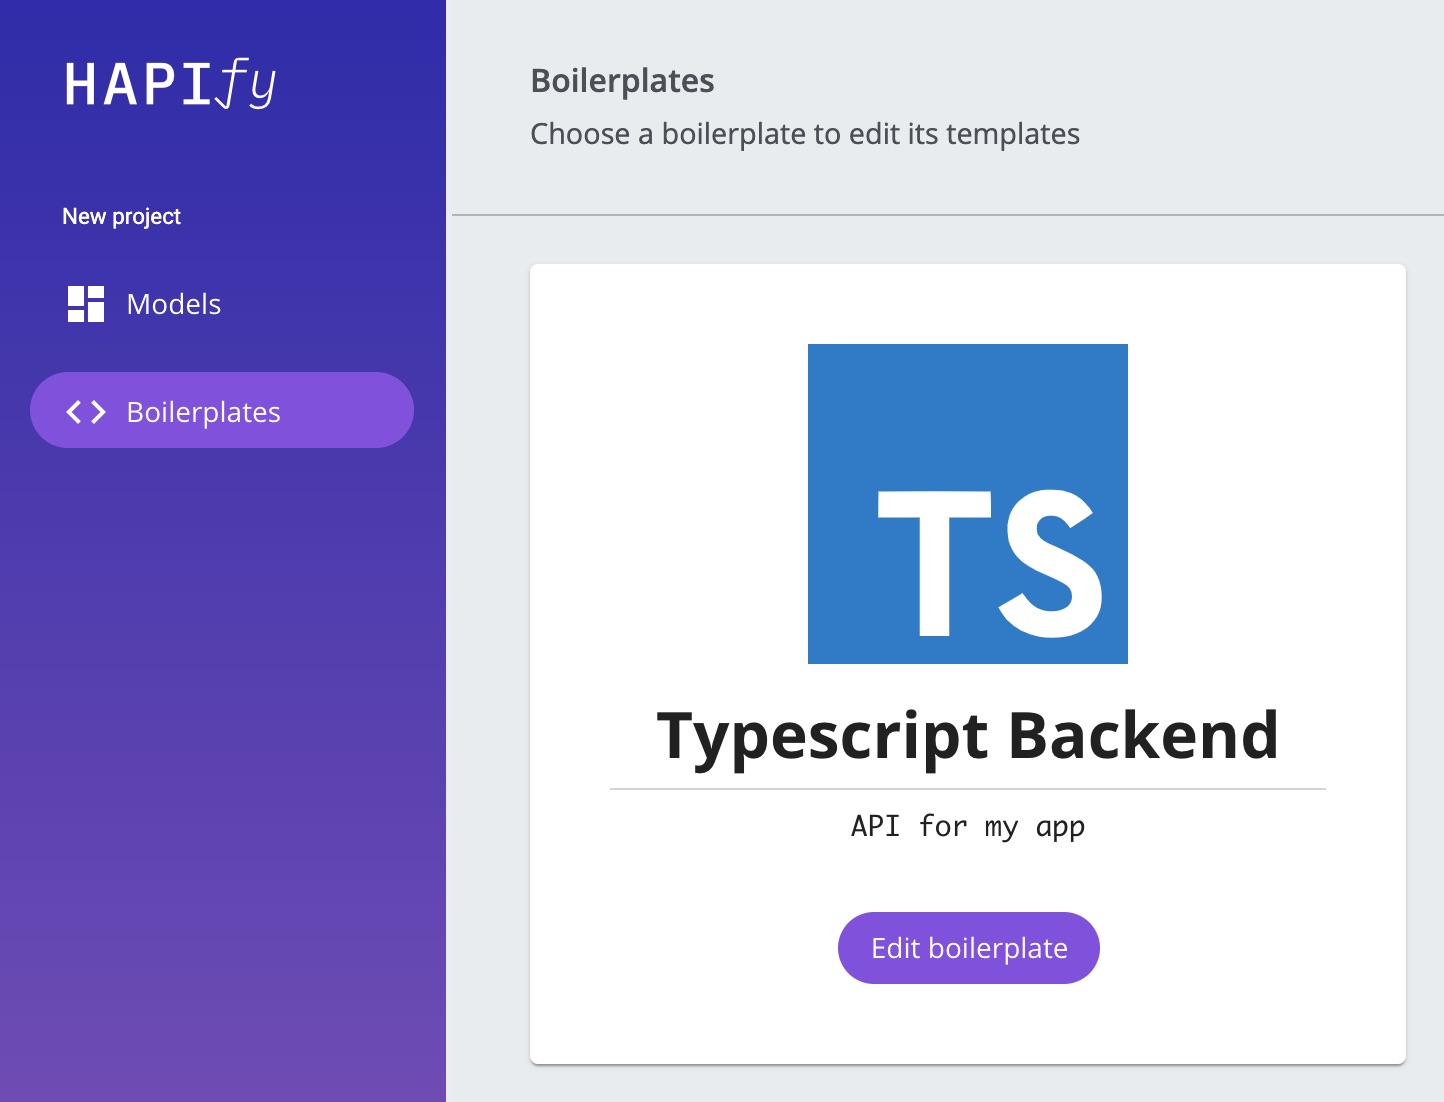 HAPIfy
New project
Models
Boilerplates
Boilerplates
Choose a boilerplate to edit its templates
TS
Typescript Backend
API for my app
Edit boilerplate